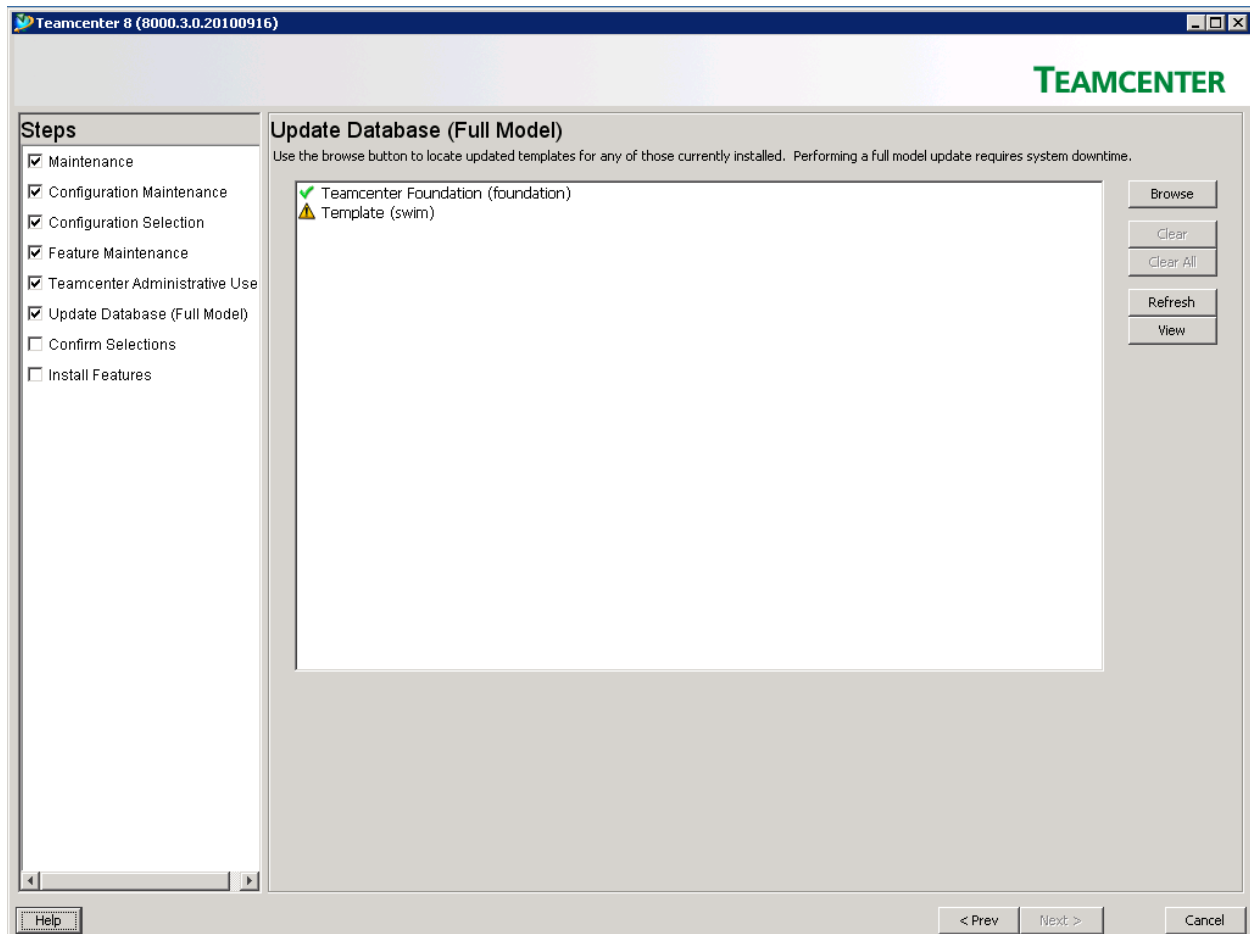 Teamcenter 8 (8000.3.0.20100916)
TEAMCENTER
Steps
Maintenance
Configuration Maintenance
Configuration Selection
Feature Maintenance
Teamcenter Administrative Use
Update Database (Full Model)
Confirm Selections
Install Features
Update Database (Full Model)
Use the browse button to locate updated templates for any of those currently installed. Performing a full model update requires system downtime.
Teamcenter Foundation (foundation)
Template (swim)
Browse
Clear
Clear All
Refresh
View
Help
< Prev
Next >
Cancel